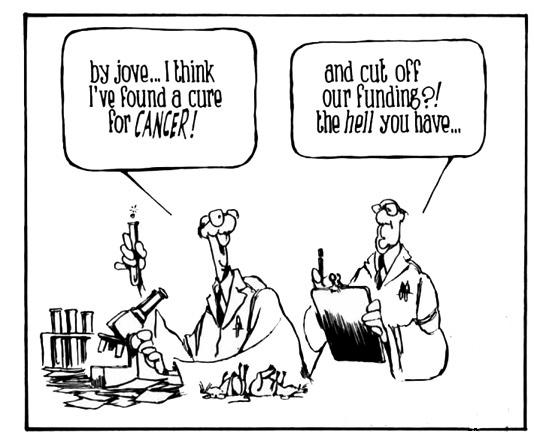 by jove... I think
I've found a cure
for CANCER!
and cut off
our funding?!
the hell you have...